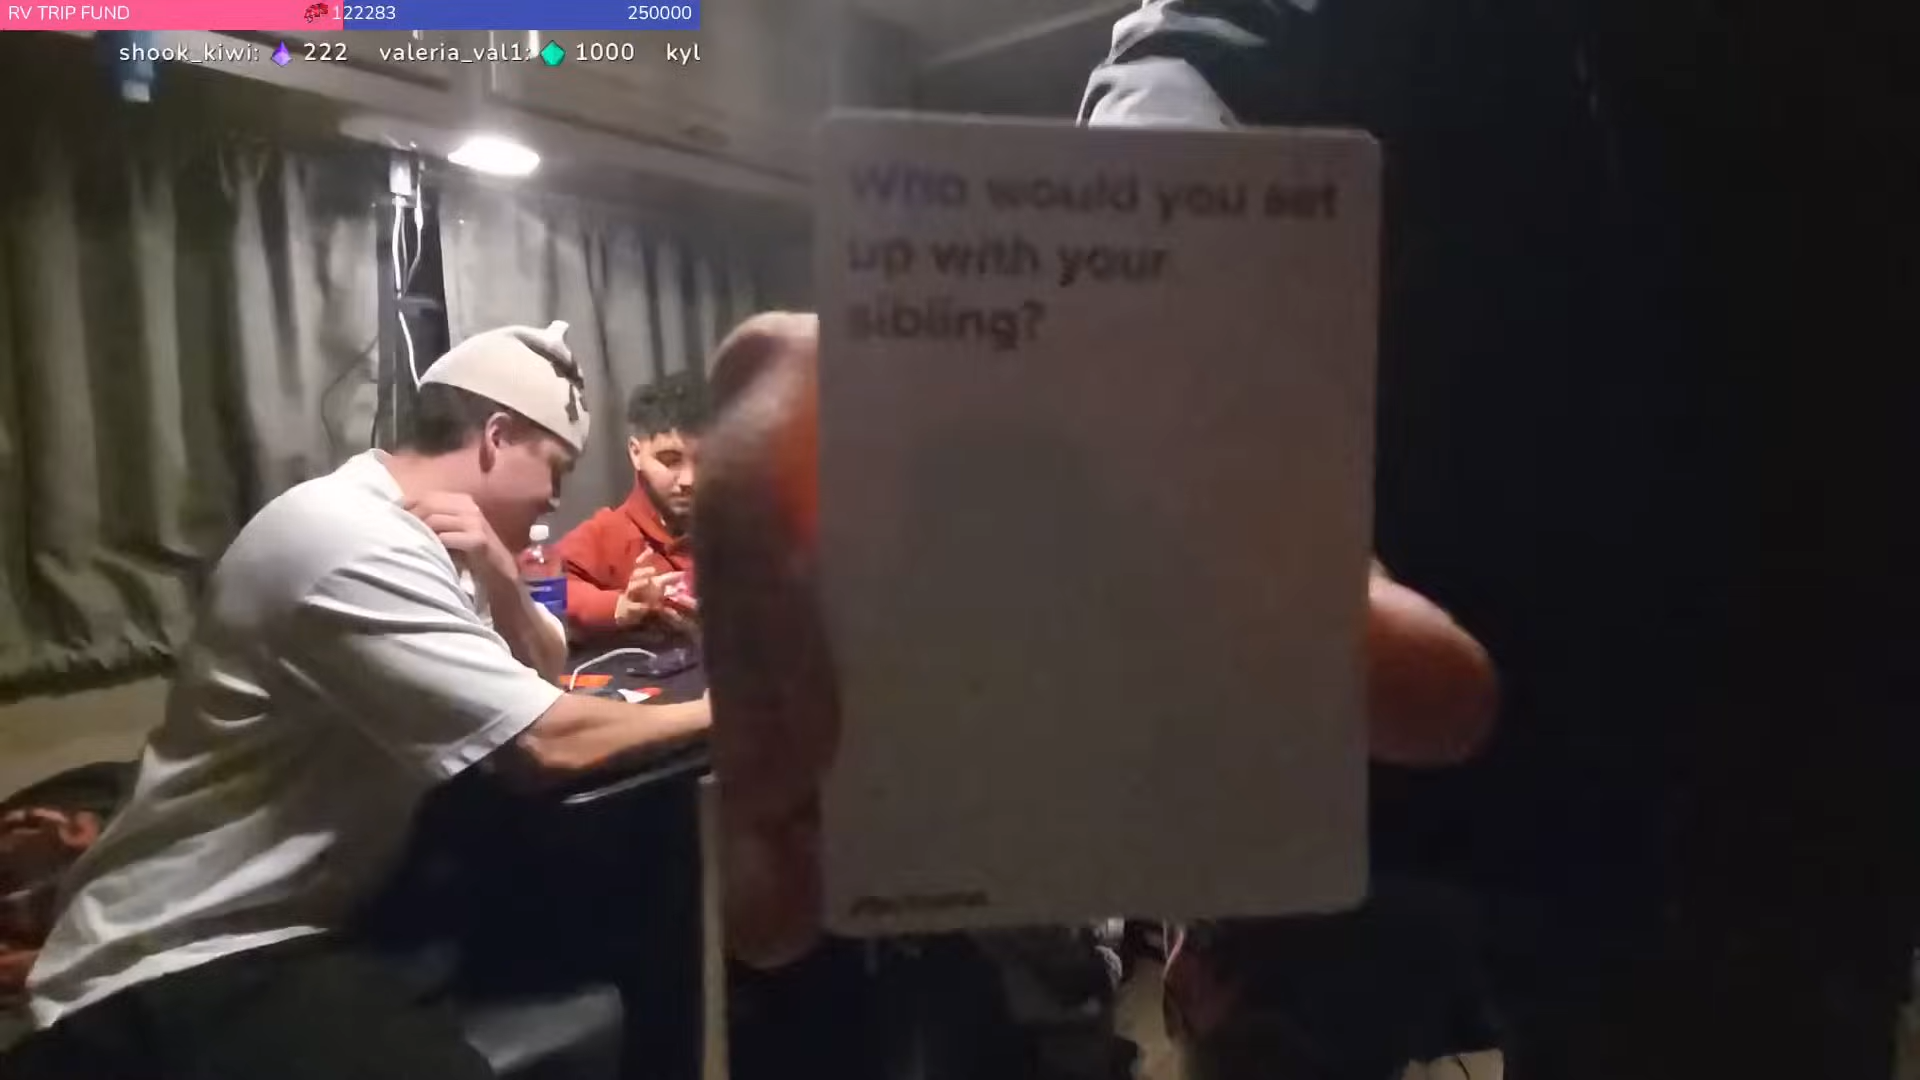 RV TRIP FUND 122283 250000
shook_kiwi: 222 valeria_val1: 1000 kyl
Who would you set
up with your
sibling?